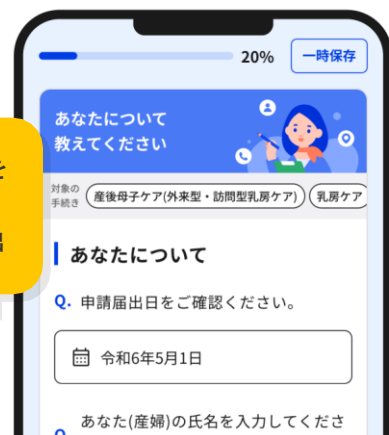 20%
一時保存
あなたについて
教えてください
を
対象の
手続き
産後母子ケア(外来型・訪問型乳房ケア)
乳房ケア
あなたについて
Q. 申請届出日をご確認ください。
令和6年5月1日
あなた(産婦)の氏名を入力してくださ
Q.